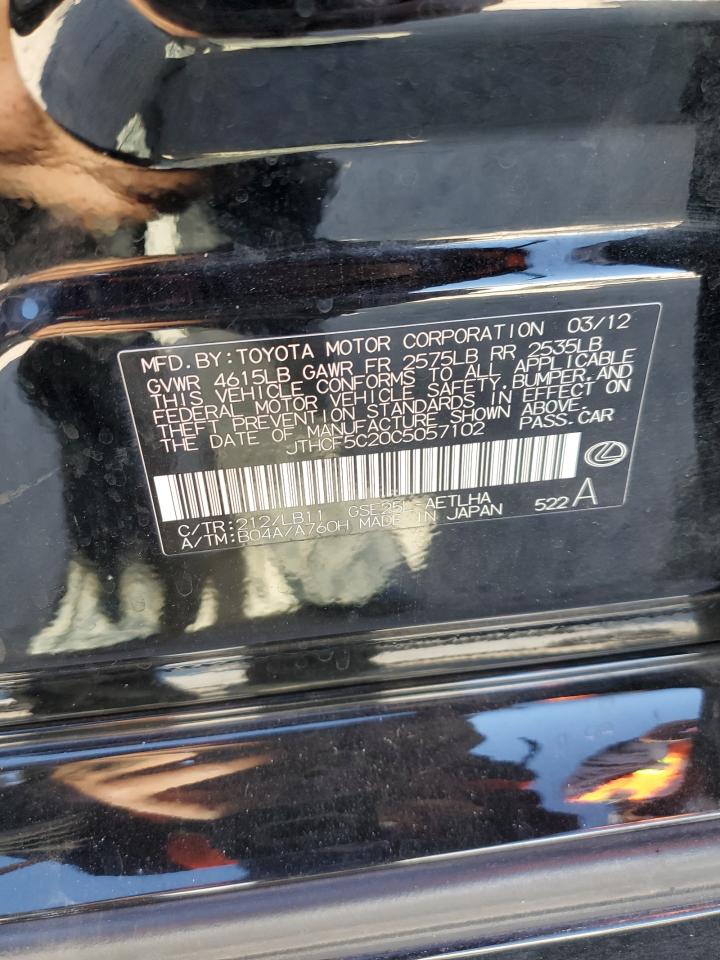 MFD.BY:TOYOTA MOTOR CORPORATION 03/12
GVWR 4615LB GAWR FR 2575LB RR 2535LB
THIS VEHICLE CONFORMS TO ALL APPLICABLE
FEDERAL MOTOR VEHICLE SAFETY,BUMPER,AND
THEFT PREVENTION STANDARDS IN EFFECT ON
THE DATE OF MANUFACTURE SHOWN ABOVE.
JTHCF5C20C5057102 PASS.CAR
C/TR:212/LB11 GSE25L-AETLHA
A/TM:B04A/A760H MADE IN JAPAN 522A